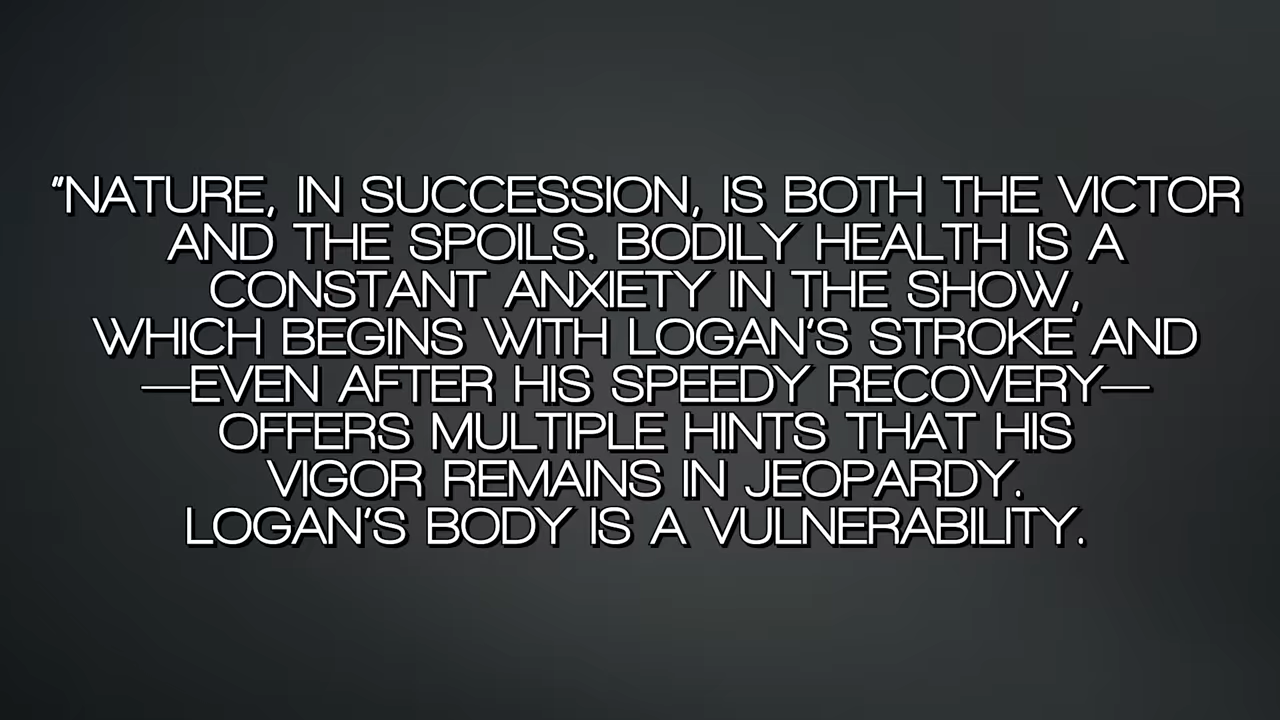 "NATURE, IN SUCCESSION, IS BOTH THE VICTOR
AND THE SPOILS. BODILY HEALTH IS A
CONSTANT ANXIETY IN THE SHOW,
WHICH BEGINS WITH LOGAN'S STROKE AND
—EVEN AFTER HIS SPEEDY RECOVERY—
OFFERS MULTIPLE HINTS THAT HIS
VIGOR REMAINS IN JEOPARDY.
LOGAN'S BODY IS A VULNERABILITY.